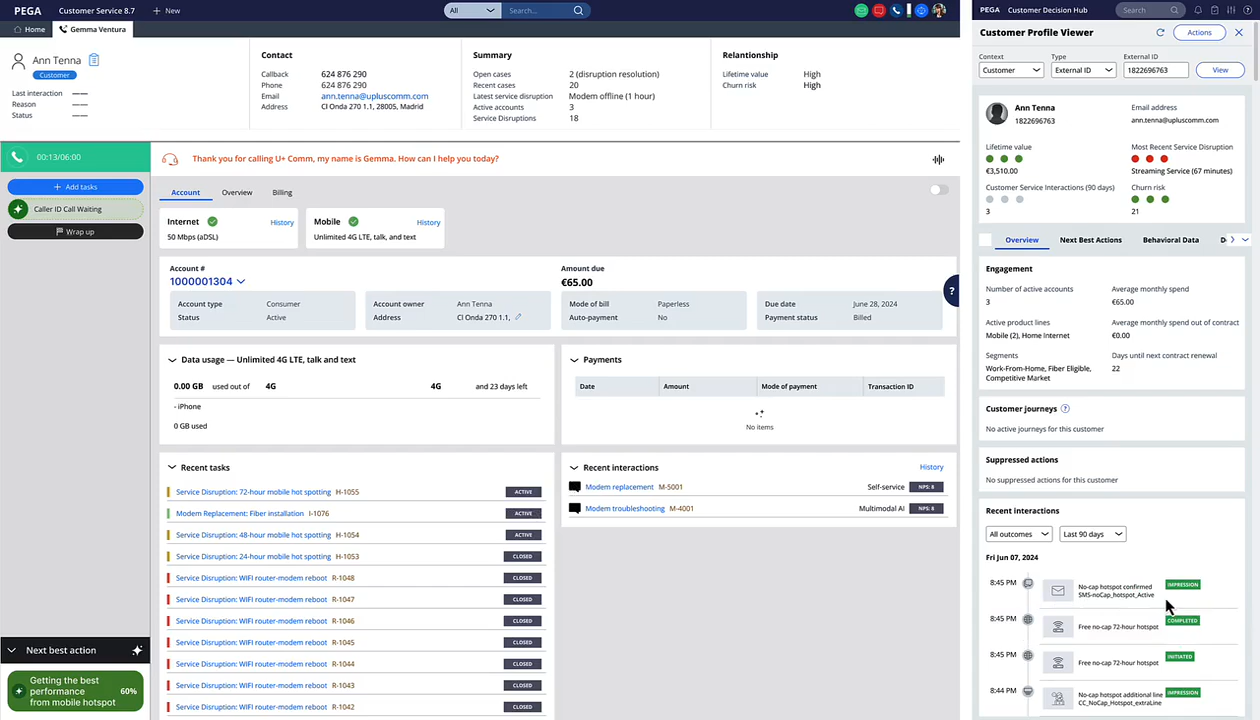 PEGA Customer Service 8.7 + New All Search...
Home Gemma Ventura
Ann Tenna
Customer
Last interaction -- --
Reason -- --
Status -- --
Contact
Callback 624 876 290
Phone 624 876 290
Email ann.tenna@upluscomm.com
Address Cl Onda 270 1.1, 28005, Madrid
Summary
Open cases 2 (disruption resolution)
Recent cases 20
Latest service disruption Modem offline (1 hour)
Active accounts 3
Service Disruptions 18
Relationship
Lifetime value High
Churn risk High
00:13/06:00
+ Add tasks
Caller ID Call Waiting
Wrap up
Next best action
Getting the best
performance
from mobile hotspot
60%
Thank you for calling U+ Comm, my name is Gemma. How can I help you today?
Account Overview Billing
Internet History
50 Mbps (aDSL)
Mobile History
Unlimited 4G LTE, talk, and text
Account #
1000001304
Amount due
€65.00
Account type Consumer
Status Active
Account owner Ann Tenna
Address Cl Onda 270 1.1,
Mode of bill Paperless
Auto-payment No
Due date June 28, 2024
Payment status Billed
?
Data usage — Unlimited 4G LTE, talk and text
0.00 GB used out of 4G 4G and 23 days left
- iPhone
0 GB used
Payments
Date Amount Mode of payment Transaction ID
No items
Recent tasks
Service Disruption: 72-hour mobile hot spotting H-1055 ACTIVE
Modem Replacement: Fiber installation I-1076 ACTIVE
Service Disruption: 48-hour mobile hot spotting H-1054 ACTIVE
Service Disruption: 24-hour mobile hot spotting H-1053 CLOSED
Service Disruption: WIFI router-modem reboot R-1048 CLOSED
Service Disruption: WIFI router-modem reboot R-1047 CLOSED
Service Disruption: WIFI router-modem reboot R-1046 CLOSED
Service Disruption: WIFI router-modem reboot R-1045 CLOSED
Service Disruption: WIFI router-modem reboot R-1044 CLOSED
Service Disruption: WIFI router-modem reboot R-1043 CLOSED
Service Disruption: WIFI router-modem reboot R-1042 CLOSED
Recent interactions History
Modem replacement M-5001 Self-service NPS: 8
Modem troubleshooting M-4001 Multimodal AI NPS: 8
PEGA Customer Decision Hub Search
Customer Profile Viewer Actions
Context Type External ID
Customer External ID 1822696763 View
Ann Tenna
1822696763
Email address
ann.tenna@upluscomm.com
Lifetime value
€3,510.00
Most Recent Service Disruption
Streaming Service (67 minutes)
Customer Service Interactions (90 days)
3
Churn risk
21
Overview Next Best Actions Behavioral Data D
Engagement
Number of active accounts
3
Average monthly spend
€65.00
Active product lines
Mobile (2), Home Internet
Average monthly spend out of contract
€0.00
Segments
Work-From-Home, Fiber Eligible,
Competitive Market
Days until next contract renewal
22
Customer journeys ?
No active journeys for this customer
Suppressed actions
No suppressed actions for this customer
Recent interactions
All outcomes Last 90 days
Fri Jun 07, 2024
8:45 PM No-cap hotspot confirmed IMPRESSION
SMS-noCap_hotspot_Active
8:45 PM Free no-cap 72-hour hotspot COMPLETED
8:45 PM Free no-cap 72-hour hotspot INITIATED
8:44 PM No-cap hotspot additional line IMPRESSION
CC_NoCap_Hotspot_extraLine